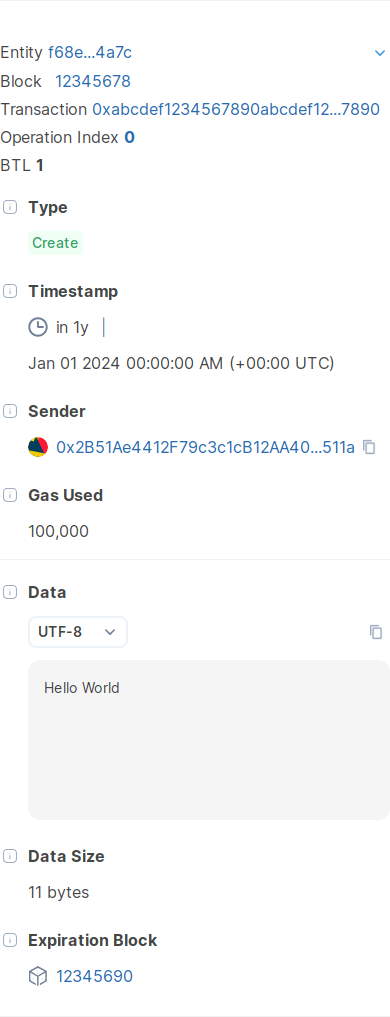 Entity f68e...4a7c
Block 12345678
Transaction 0xabcdef1234567890abcdef12...7890
Operation Index 0
BTL 1
Type
Create
Timestamp
in 1y
Jan 01 2024 00:00:00 AM (+00:00 UTC)
Sender
0x2B51Ae4412F79c3c1cB12AA40...511a
Gas Used
100,000
Data
UTF-8
Hello World
Data Size
11 bytes
Expiration Block
12345690